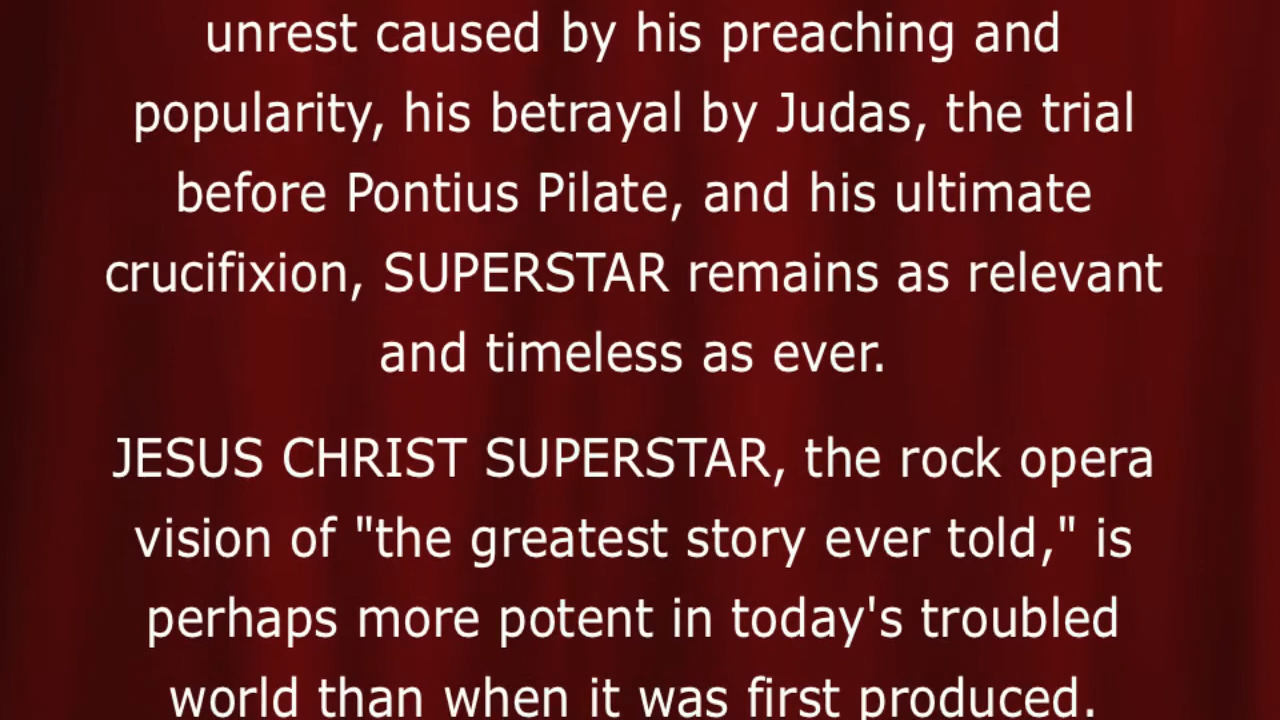 unrest caused by his preaching and
popularity, his betrayal by Judas, the trial
before Pontius Pilate, and his ultimate
crucifixion, SUPERSTAR remains as relevant
and timeless as ever.
JESUS CHRIST SUPERSTAR, the rock opera
vision of "the greatest story ever told," is
perhaps more potent in today's troubled
world than when it was first produced.